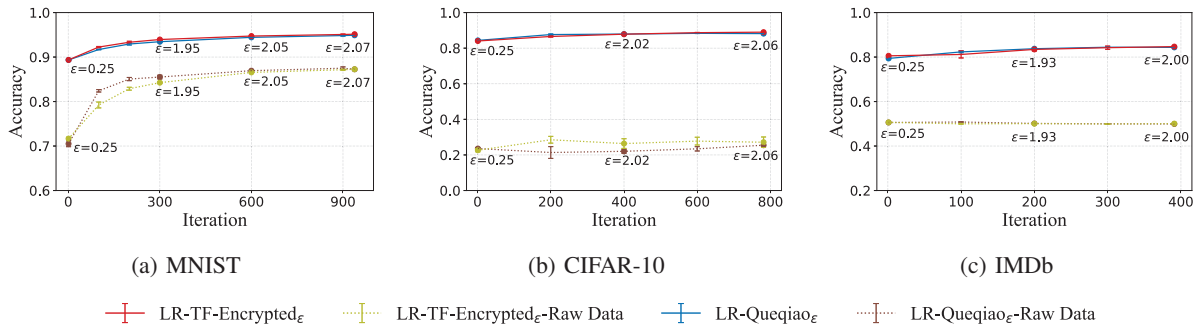 1.0
0.9
0.8
0.7
0.6
Accuracy
ε=0.25
ε=1.95
ε=2.05
ε=2.07
ε=0.25
ε=1.95
ε=2.05
ε=2.07
0 300 600 900
Iteration
(a) MNIST
1.0
0.8
0.6
0.4
0.2
0.0
Accuracy
ε=0.25
ε=2.02
ε=2.06
ε=0.25
ε=2.02
ε=2.06
0 200 400 600 800
Iteration
(b) CIFAR-10
1.0
0.8
0.6
0.4
0.2
Accuracy
ε=0.25
ε=1.93
ε=2.00
ε=0.25
ε=1.93
ε=2.00
0 100 200 300 400
Iteration
(c) IMDb
LR-TF-Encryptedε LR-TF-Encryptedε-Raw Data LR-Queqiaoε LR-Queqiaoε-Raw Data